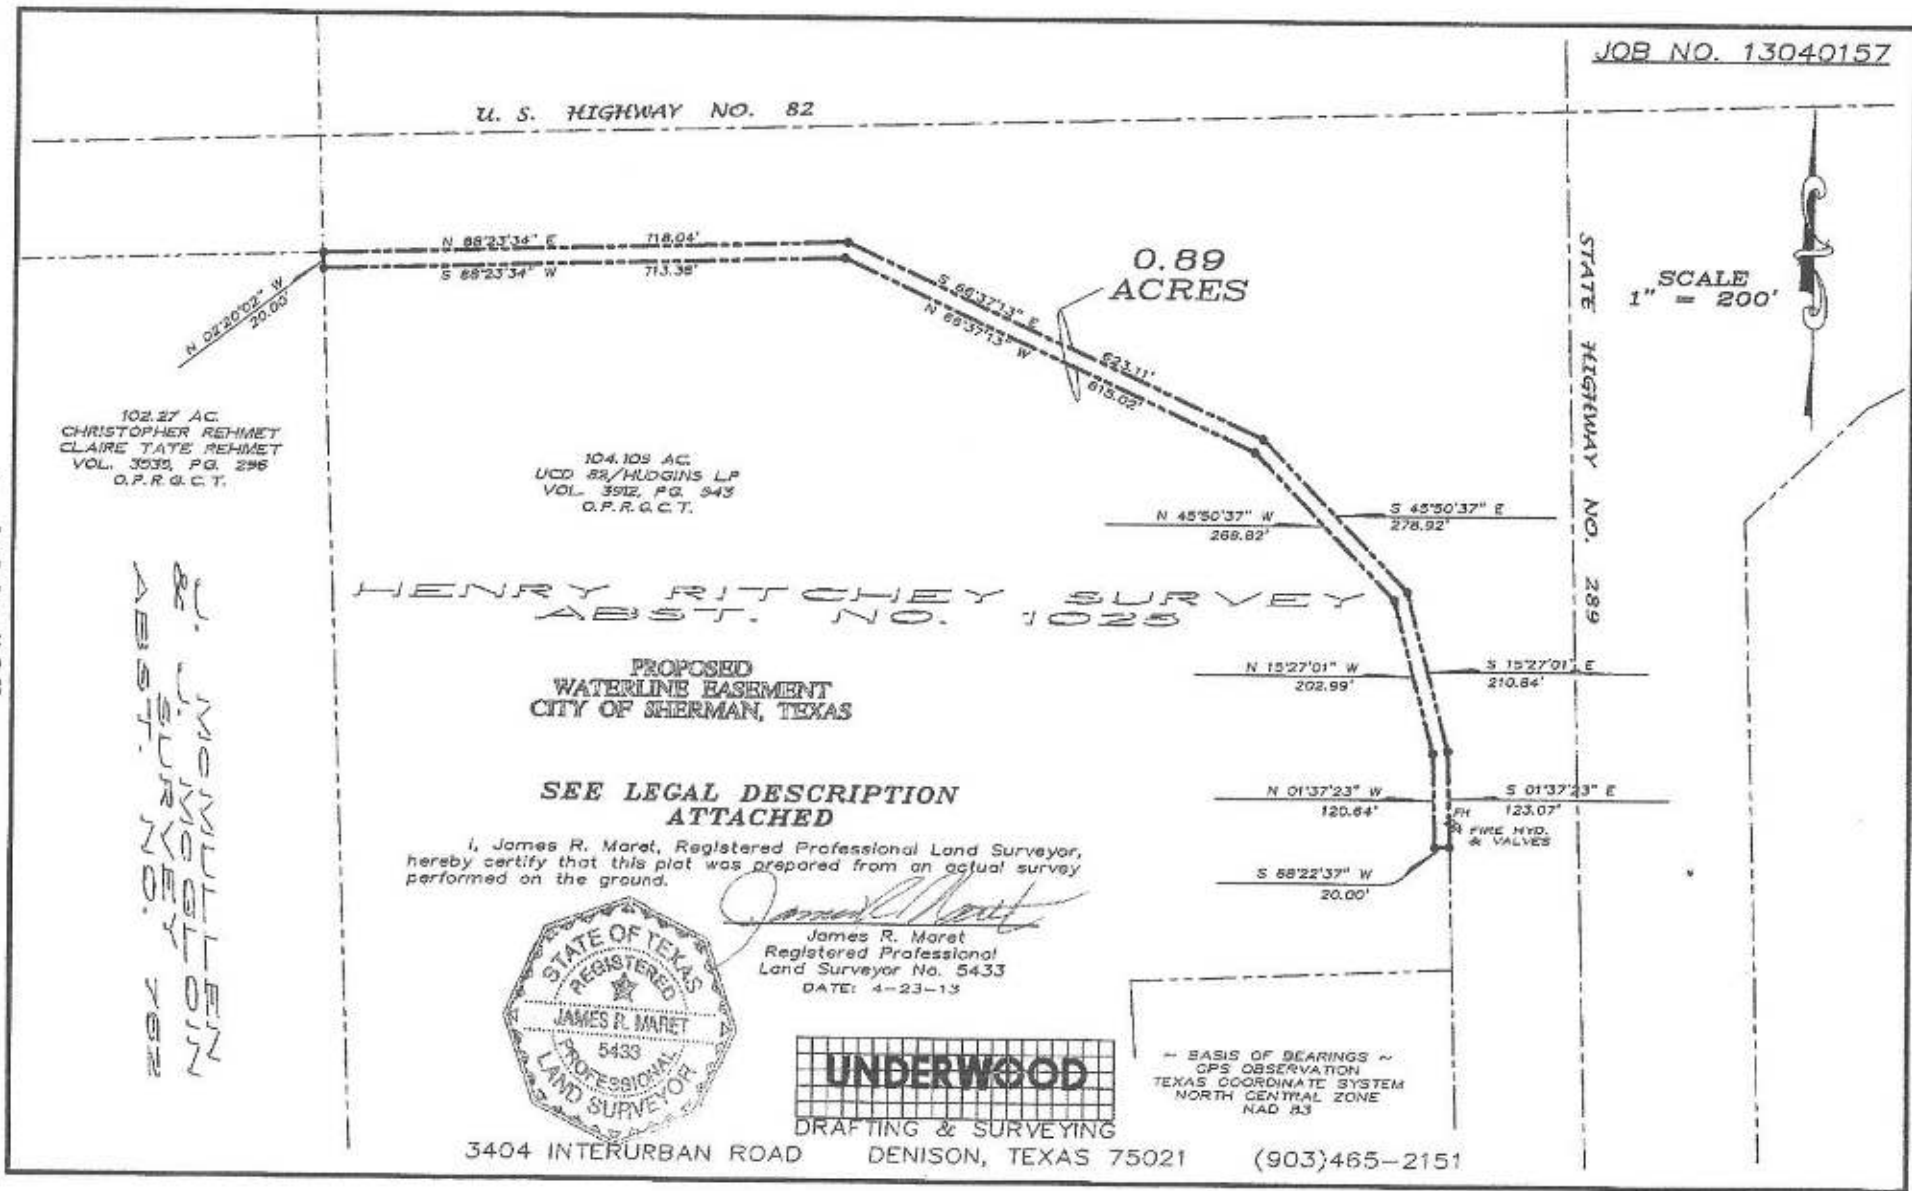 JOB NO. 13040157
U. S. HIGHWAY NO. 82
N 88°23'34" E 718.04'
S 88°23'34" W 713.38'
N 02°20'02" W
20.00'
S 66°37'13" E
623.11'
N 66°37'13" W
615.02'
0.89
ACRES
STATE HIGHWAY NO. 289
SCALE
1" = 200'
102.27 AC.
CHRISTOPHER REHMET
CLAIRE TATE REHMET
VOL. 3539, PG. 296
O.P.R.G.C.T.
104.109 AC.
UCD 82/HUDGINS LP
VOL. 3912, PG. 943
O.P.R.G.C.T.
N 45°50'37" W
268.82'
S 45°50'37" E
278.92'
HENRY RITCHEY SURVEY
ABST. NO. 1025
J. MCMULLEN
& J. MCGLOIN
SURVEY
ABST. NO. 762
PROPOSED
WATERLINE EASEMENT
CITY OF SHERMAN, TEXAS
N 15°27'01" W
202.99'
S 15°27'01" E
210.84'
SEE LEGAL DESCRIPTION
ATTACHED
N 01°37'23" W
120.64'
S 01°37'23" E
123.07'
FH
FIRE HYD.
& VALVES
S 88°22'37" W
20.00'
I, James R. Maret, Registered Professional Land Surveyor,
hereby certify that this plat was prepared from an actual survey
performed on the ground.
James R Maret
James R. Maret
Registered Professional
Land Surveyor No. 5433
DATE: 4-23-13
STATE OF TEXAS
REGISTERED
JAMES R. MARET
5433
PROFESSIONAL
LAND SURVEYOR
UNDERWOOD
DRAFTING & SURVEYING
3404 INTERURBAN ROAD DENISON, TEXAS 75021 (903)465-2151
~ BASIS OF BEARINGS ~
GPS OBSERVATION
TEXAS COORDINATE SYSTEM
NORTH CENTRAL ZONE
NAD 83